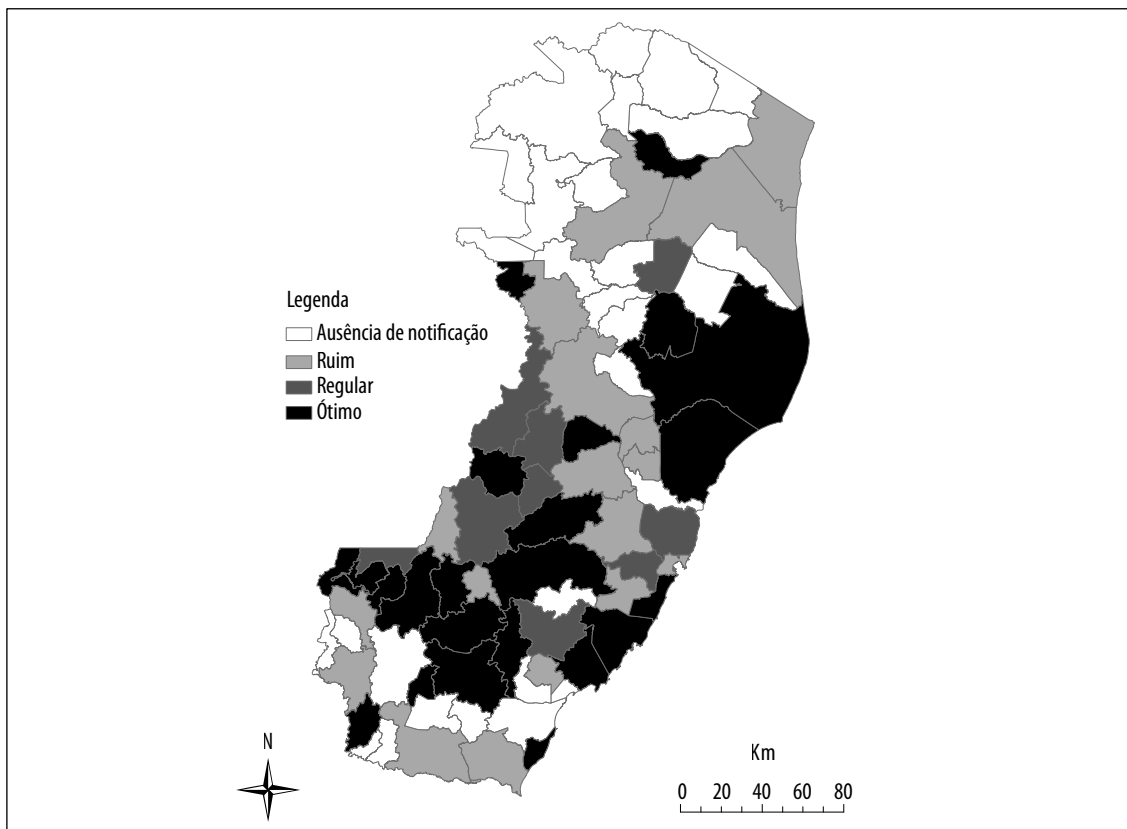 Legenda
Ausência de notificação
Ruim
Regular
Ótimo
N
Km
0 20 40 60 80